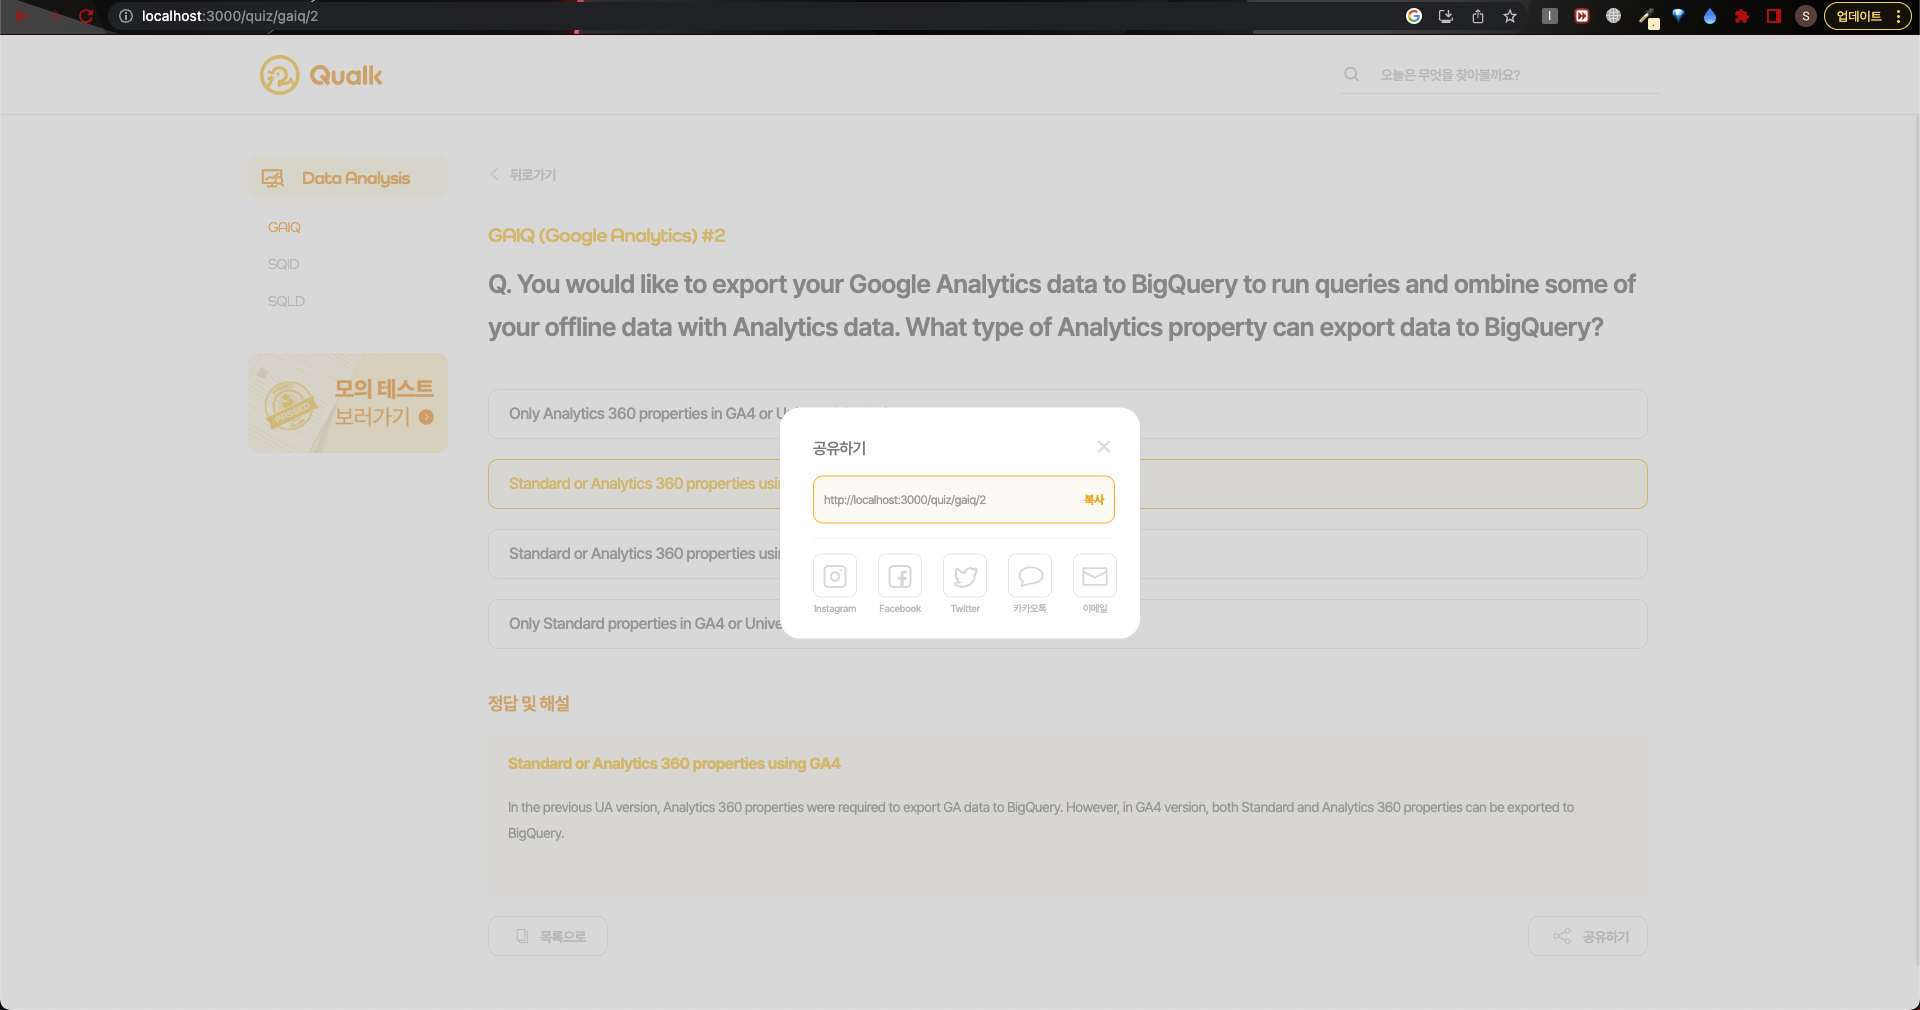 localhost:3000/quiz/gaiq/2
S
업데이트
Qualk
오늘은 무엇을 찾아볼까요?
Data Analysis
GAIQ
SQlD
SQLD
모의 테스트
보러가기
PASSED
뒤로가기
GAIQ (Google Analytics) #2
Q. You would like to export your Google Analytics data to BigQuery to run queries and ombine some of
your offline data with Analytics data. What type of Analytics property can export data to BigQuery?
Only Analytics 360 properties in GA4 or
Standard or Analytics 360 properties
Standard or Analytics 360 properties
Only Standard properties in GA4 or
공유하기
http://localhost:3000/quiz/gaiq/2
복사
Instagram
Facebook
Twitter
카카오톡
이메일
정답 및 해설
Standard or Analytics 360 properties using GA4
In the previous UA version, Analytics 360 properties were required to export GA data to BigQuery. However, in GA4 version, both Standard and Analytics 360 properties can be exported to
BigQuery.
목록으로
공유하기